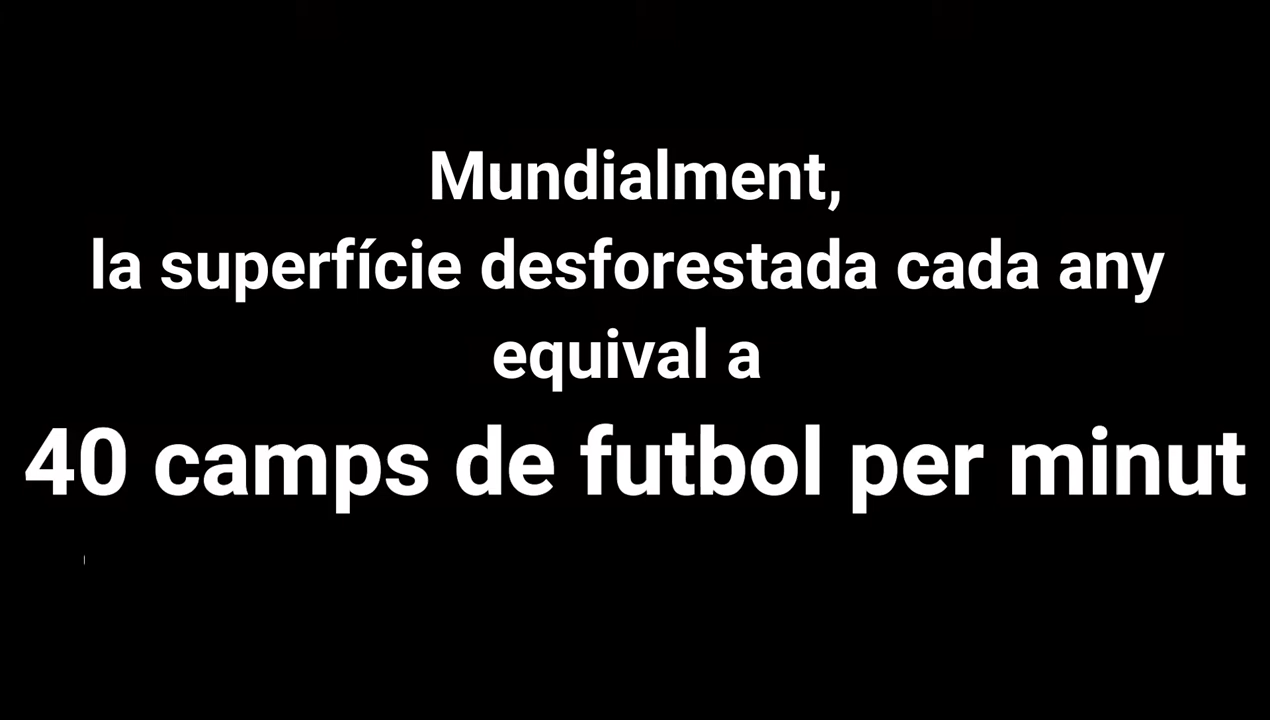 Mundialment,
la superfície desforestada cada any
equival a
40 camps de futbol per minut